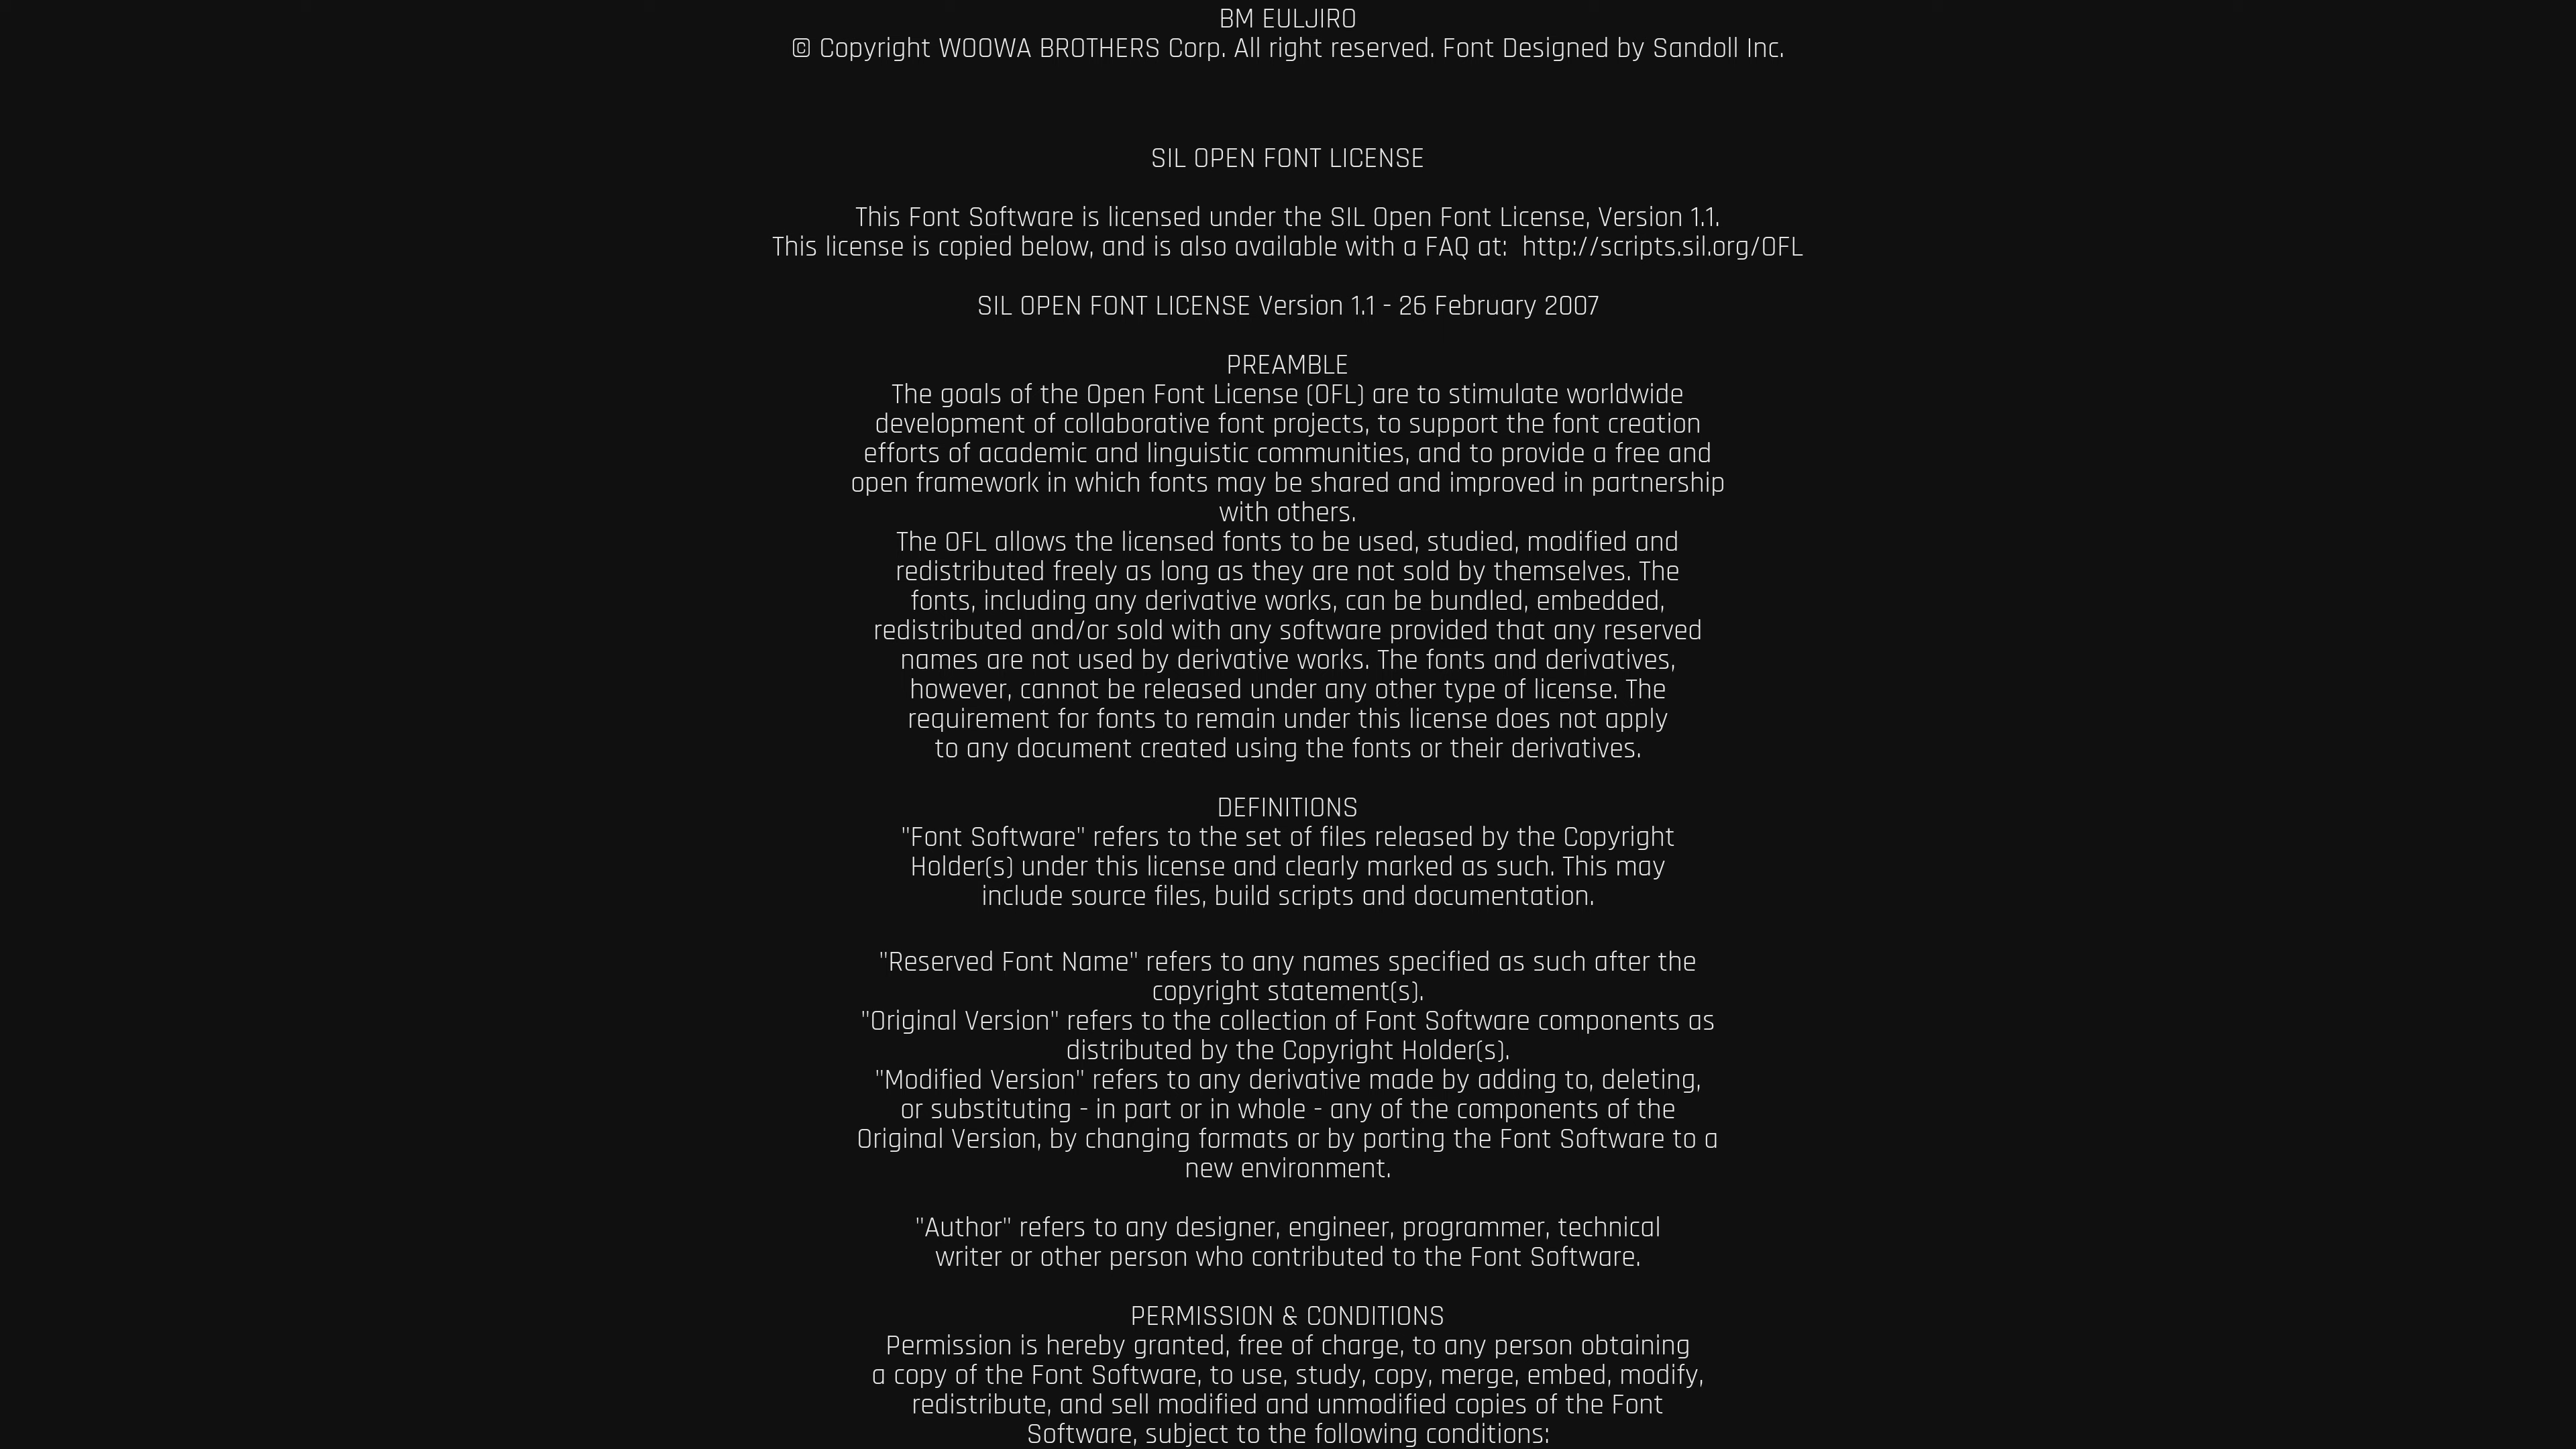 BM EULJIRO
© Copyright WOOWA BROTHERS Corp. All right reserved. Font Designed by Sandoll Inc.
SIL OPEN FONT LICENSE
This Font Software is licensed under the SIL Open Font License, Version 1.1.
This license is copied below, and is also available with a FAQ at:  http://scripts.sil.org/OFL
SIL OPEN FONT LICENSE Version 1.1 - 26 February 2007
PREAMBLE
The goals of the Open Font License (OFL) are to stimulate worldwide
development of collaborative font projects, to support the font creation
efforts of academic and linguistic communities, and to provide a free and
open framework in which fonts may be shared and improved in partnership
with others.
The OFL allows the licensed fonts to be used, studied, modified and
redistributed freely as long as they are not sold by themselves. The
fonts, including any derivative works, can be bundled, embedded,
redistributed and/or sold with any software provided that any reserved
names are not used by derivative works. The fonts and derivatives,
however, cannot be released under any other type of license. The
requirement for fonts to remain under this license does not apply
to any document created using the fonts or their derivatives.
DEFINITIONS
"Font Software" refers to the set of files released by the Copyright
Holder(s) under this license and clearly marked as such. This may
include source files, build scripts and documentation.
"Reserved Font Name" refers to any names specified as such after the
copyright statement(s).
"Original Version" refers to the collection of Font Software components as
distributed by the Copyright Holder(s).
"Modified Version" refers to any derivative made by adding to, deleting,
or substituting - in part or in whole - any of the components of the
Original Version, by changing formats or by porting the Font Software to a
new environment.
"Author" refers to any designer, engineer, programmer, technical
writer or other person who contributed to the Font Software.
PERMISSION & CONDITIONS
Permission is hereby granted, free of charge, to any person obtaining
a copy of the Font Software, to use, study, copy, merge, embed, modify,
redistribute, and sell modified and unmodified copies of the Font
Software, subject to the following conditions: